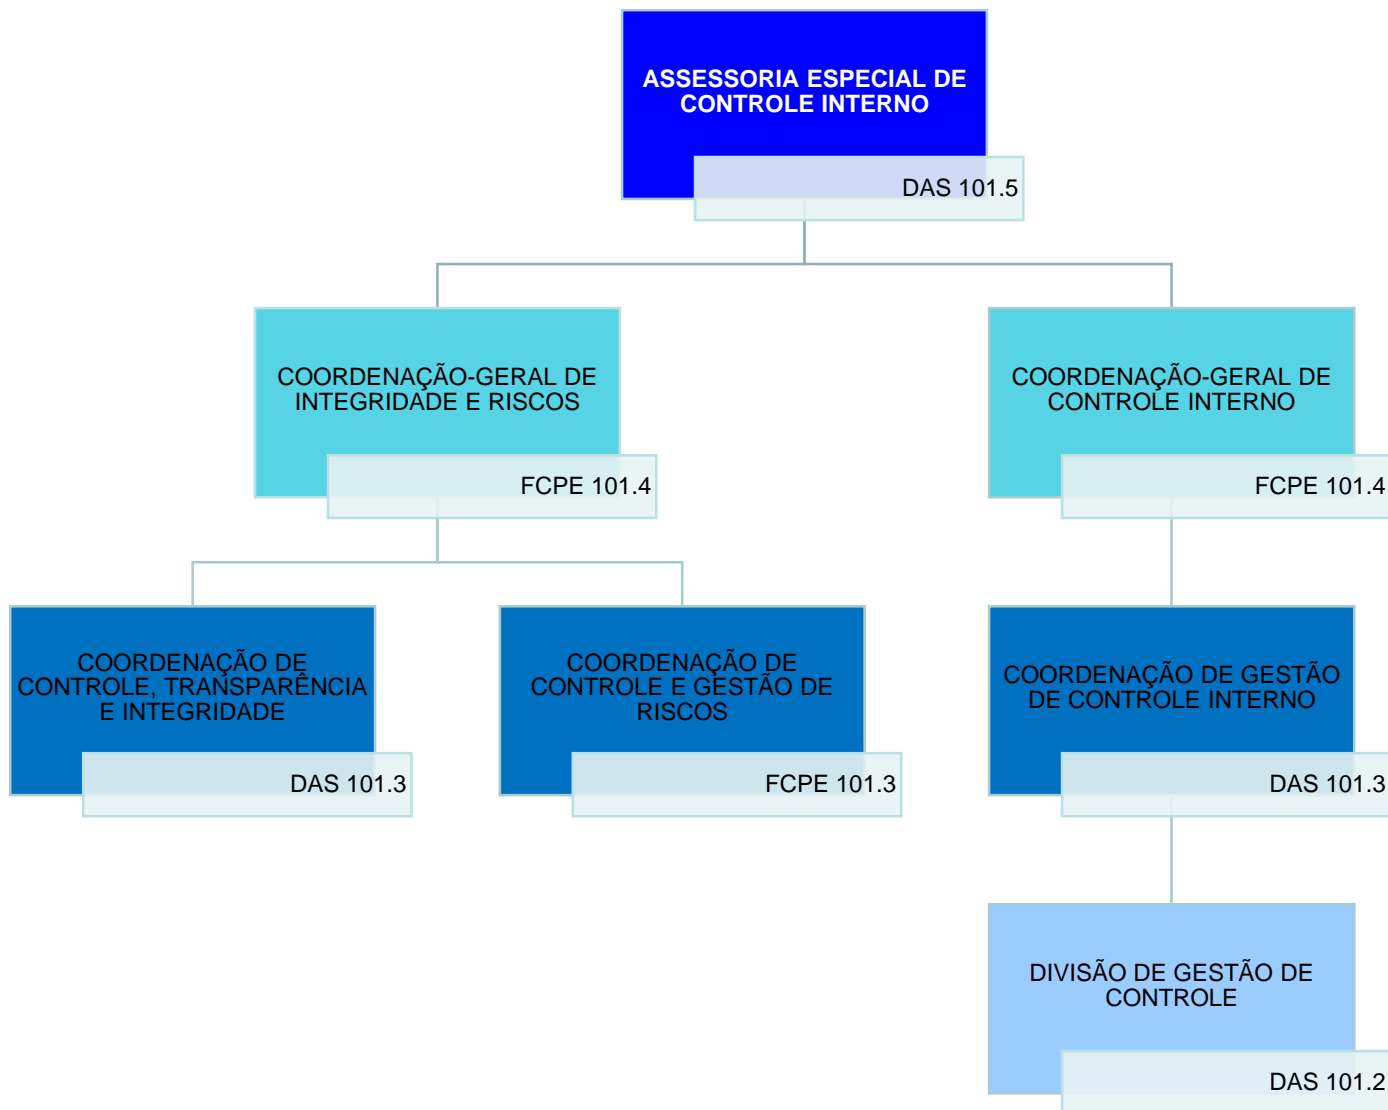 ASSESSORIA ESPECIAL DE
CONTROLE INTERNO
DAS 101.5
COORDENAÇÃO-GERAL DE
INTEGRIDADE E RISCOS
FCPE 101.4
COORDENAÇÃO-GERAL DE
CONTROLE INTERNO
FCPE 101.4
COORDENAÇÃO DE
CONTROLE, TRANSPARÊNCIA
E INTEGRIDADE
DAS 101.3
COORDENAÇÃO DE
CONTROLE E GESTÃO DE
RISCOS
FCPE 101.3
COORDENAÇÃO DE GESTÃO
DE CONTROLE INTERNO
DAS 101.3
DIVISÃO DE GESTÃO DE
CONTROLE
DAS 101.2